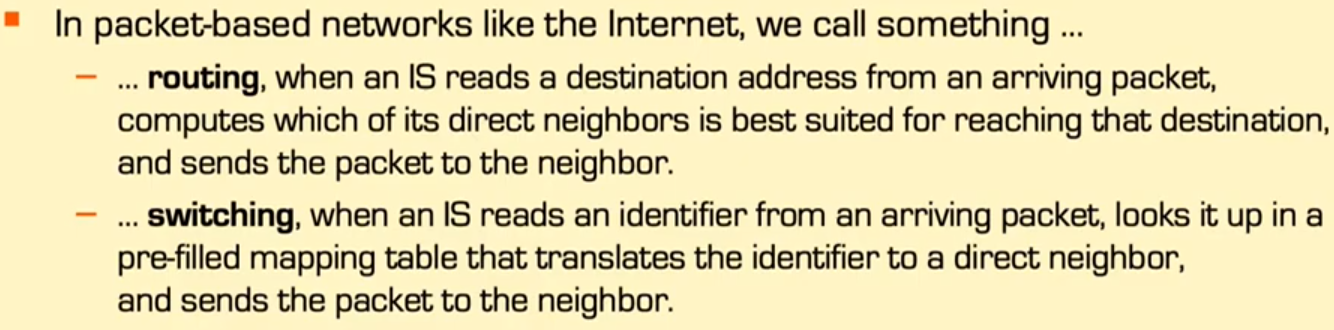 ▪ In packet-based networks like the Internet, we call something ...
– ... routing, when an IS reads a destination address from an arriving packet,
computes which of its direct neighbors is best suited for reaching that destination,
and sends the packet to the neighbor.
– ... switching, when an IS reads an identifier from an arriving packet, looks it up in a
pre-filled mapping table that translates the identifier to a direct neighbor,
and sends the packet to the neighbor.